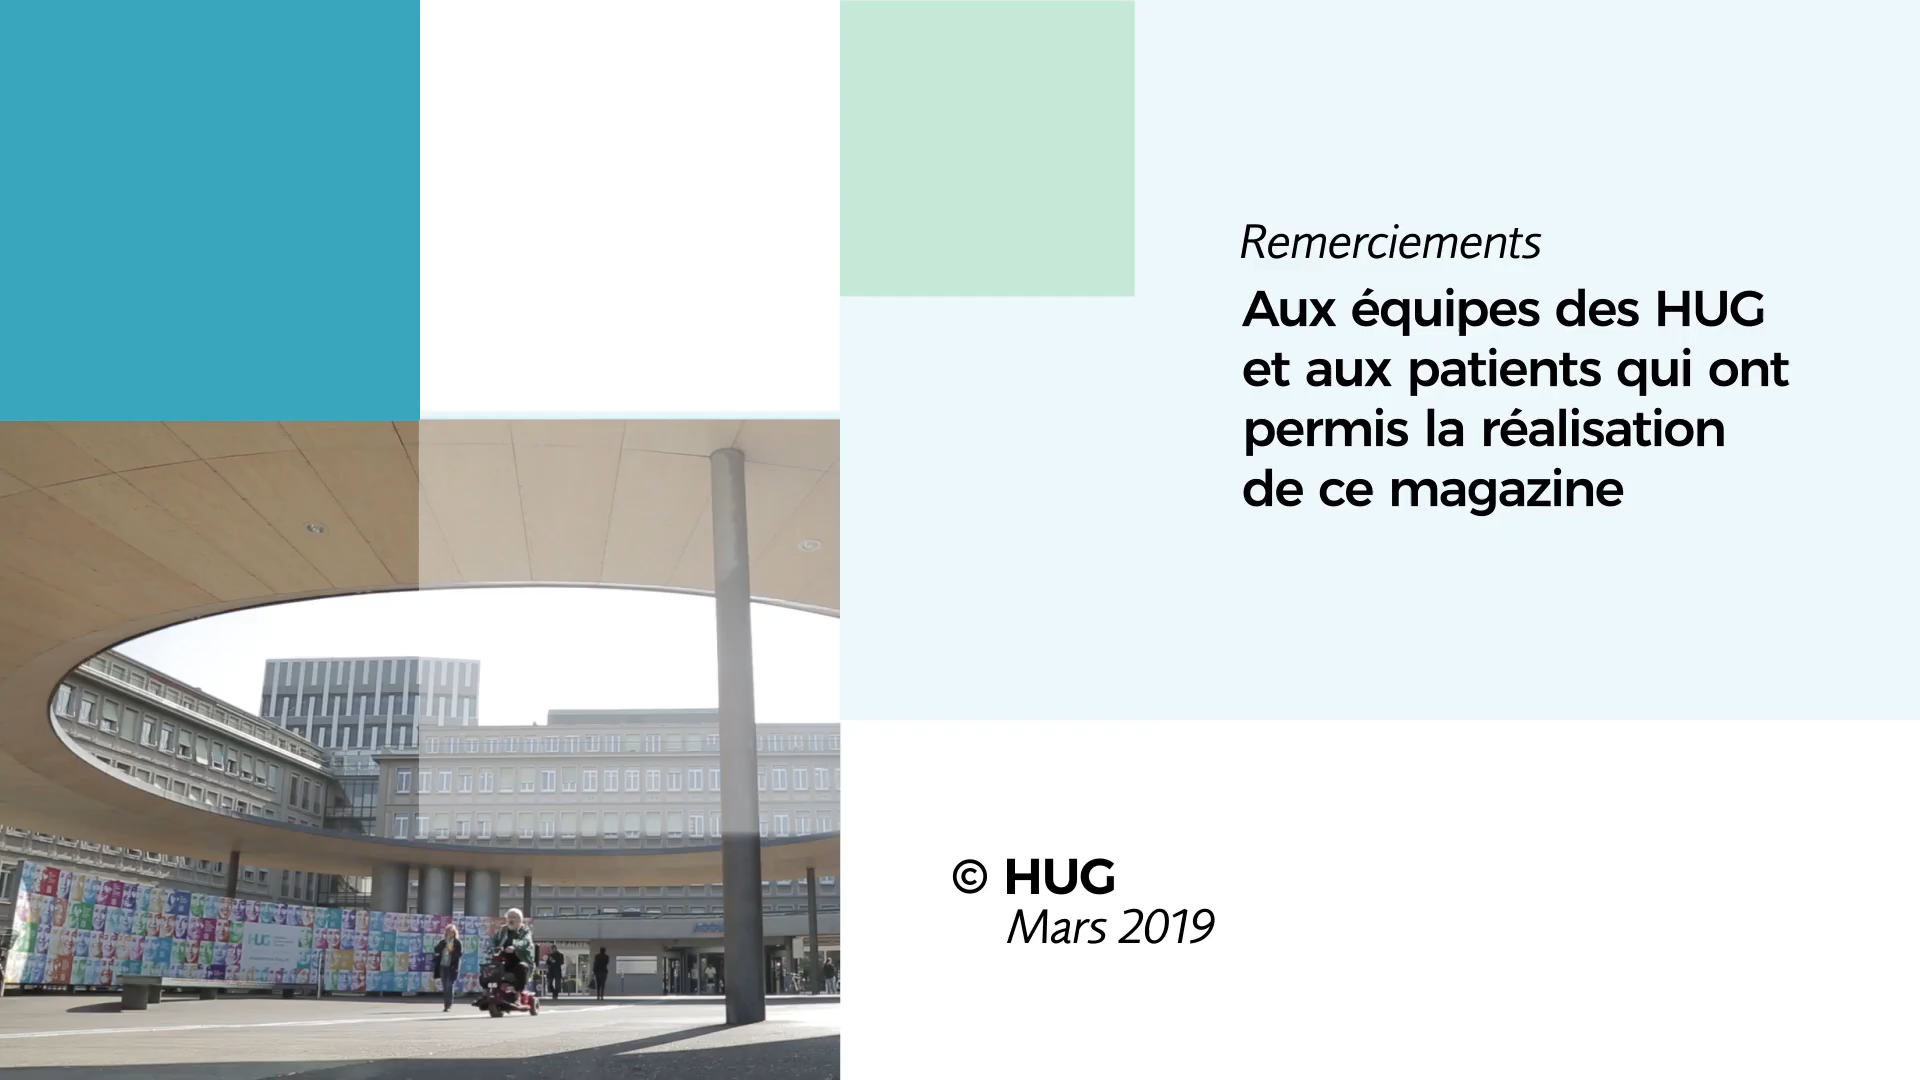 Remerciements
Aux équipes des HUG
et aux patients qui ont
permis la réalisation
de ce magazine
© HUG
Mars 2019
HUG